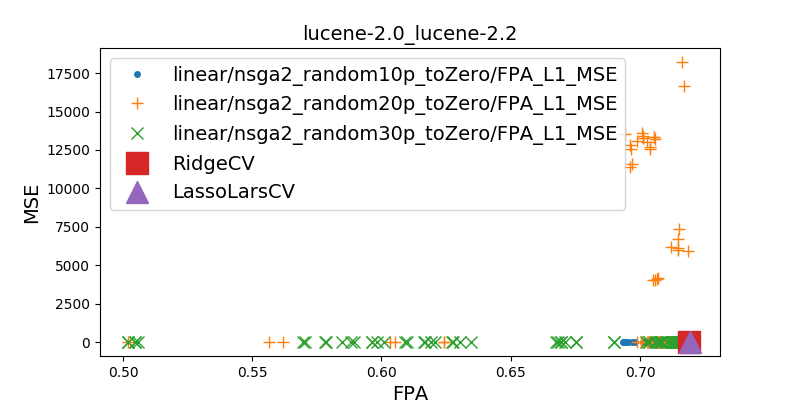 lucene-2.0_lucene-2.2
linear/nsga2_random10p_toZero/FPA_L1_MSE
linear/nsga2_random20p_toZero/FPA_L1_MSE
linear/nsga2_random30p_toZero/FPA_L1_MSE
RidgeCV
LassoLarsCV
MSE
17500
15000
12500
10000
7500
5000
2500
0
0.50 0.55 0.60 0.65 0.70
FPA